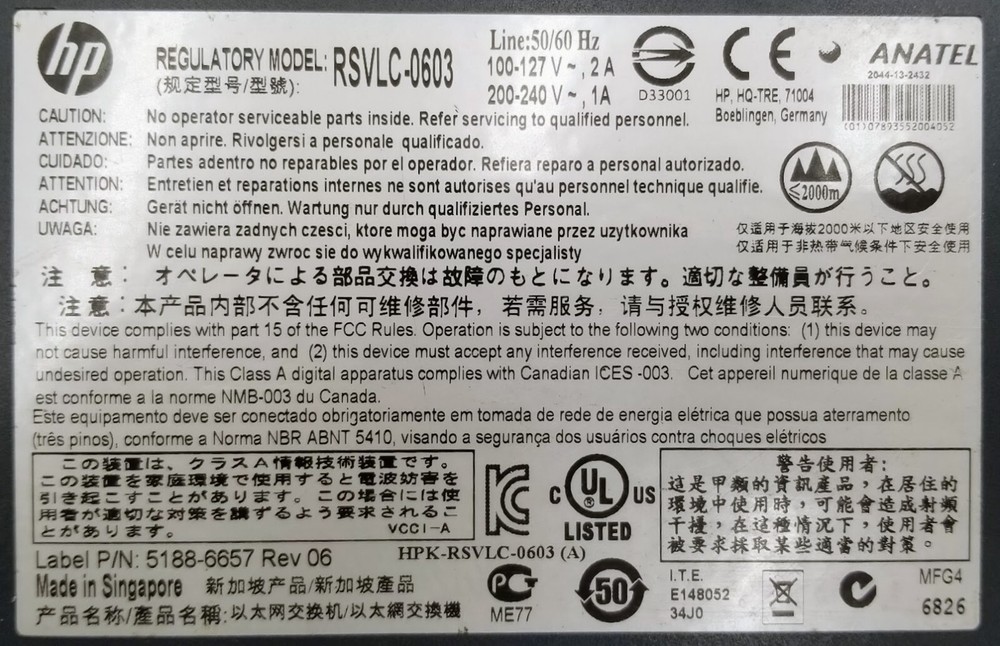 hp
REGULATORY MODEL: RSVLC-0603
(规定型号/型號):
Line:50/60 Hz
100-127 V ~, 2 A
200-240 V ~, 1A
D33001
CE
HP, HQ-TRE, 71004
Boeblingen, Germany
ANATEL
2044-13-2432
(01)07893552004052
CAUTION: No operator serviceable parts inside. Refer servicing to qualified personnel.
ATTENZIONE: Non aprire. Rivolgersi a personale qualificado.
CUIDADO: Partes adentro no reparables por el operador. Refiera reparo a personal autorizado.
ATTENTION: Entretien et reparations internes ne sont autorises qu'au personnel technique qualifie.
ACHTUNG: Gerät nicht öffnen. Wartung nur durch qualifiziertes Personal.
UWAGA: Nie zawiera zadnych czesci, ktore moga byc naprawiane przez uzytkownika
W celu naprawy zwroc sie do wykwalifikowanego specjalisty
≤2000m
仅适用于海拔2000米以下地区安全使用
仅适用于非热带气候条件下安全使用
注 意: オペレータによる部品交換は故障のもとになります。適切な整備員が行うこと。
注意:本产品内部不含任何可维修部件, 若需服务, 请与授权维修人员联系。
This device complies with part 15 of the FCC Rules. Operation is subject to the following two conditions: (1) this device may
not cause harmful interference, and (2) this device must accept any interference received, including interference that may cause
undesired operation. This Class A digital apparatus complies with Canadian ICES -003. Cet appereil numerique de la classe A
est conforme a la norme NMB-003 du Canada.
Este equipamento deve ser conectado obrigatoriamente em tomada de rede de energia elétrica que possua aterramento
(três pinos), conforme a Norma NBR ABNT 5410, visando a segurança dos usuários contra choques elétricos
この装置は、クラスA情報技術装置です。
この装置を家庭環境で使用すると電波妨害を
引き起こすことがあります。この場合には使
用者が適切な対策を講ずるよう要求されるこ
とがあります。 VCCI-A
C UL US
®
LISTED
HPK-RSVLC-0603 (A)
警告使用者:
這是甲類的資訊產品,在居住的
環境中使用時,可能會造成射頻
干擾,在這種情況下,使用者會
被要求採取某些適當的對策。
Label P/N: 5188-6657 Rev 06
Made in Singapore 新加坡产品/新加坡產品
产品名称/產品名稱:以太网交换机/以太網交換機
ME77
50
I.T.E.
E148052
34J0
MFG4
6826